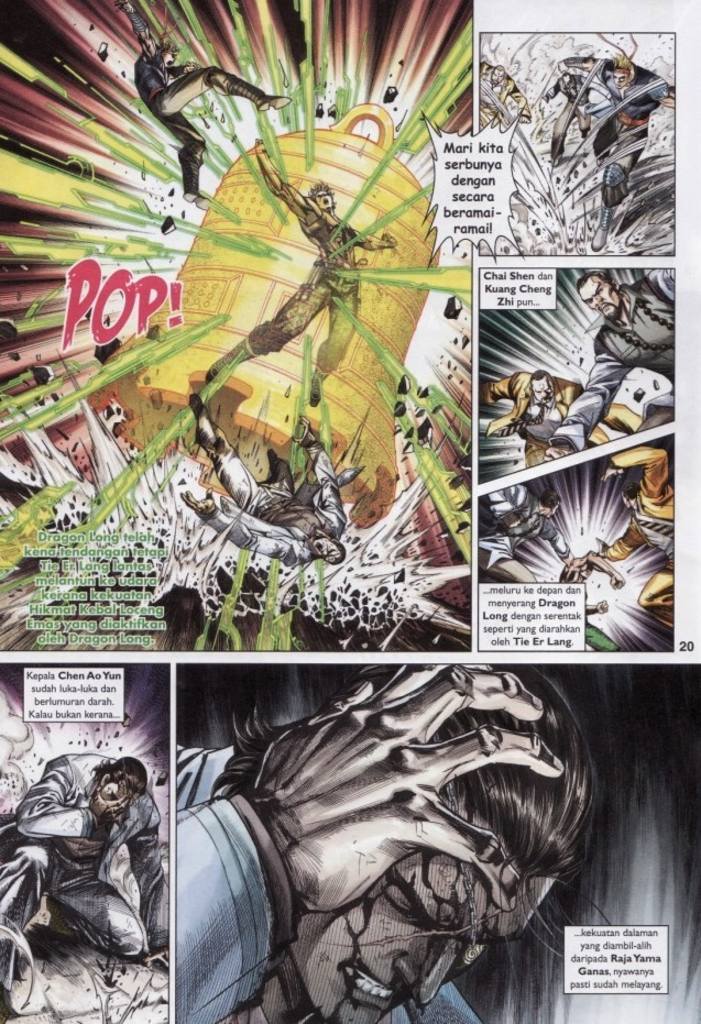 POP!
Mari kita
serbunya
dengan
secara
beramai-
ramai!
Dragon Long telah
kena tendangan tetapi
Tie Er Lang lantas
melantun ke udara
kerana kekuatan
Hikmat Kebal Loceng
Emas yang diaktifkan
oleh Dragon Long.
Chai Shen dan
Kuang Cheng
Zhi pun...
...meluru ke depan dan
menyerang Dragon
Long dengan serentak
seperti yang diarahkan
oleh Tie Er Lang.
20
Kepala Chen Ao Yun
sudah luka-luka dan
berlumuran darah.
Kalau bukan kerana...
...kekuatan dalaman
yang diambil-alih
daripada Raja Yama
Ganas, nyawanya
pasti sudah melayang.